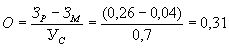 О = (З_Р − З_М) / У_С = (0,26 − 0,04) / 0,7 = 0,31